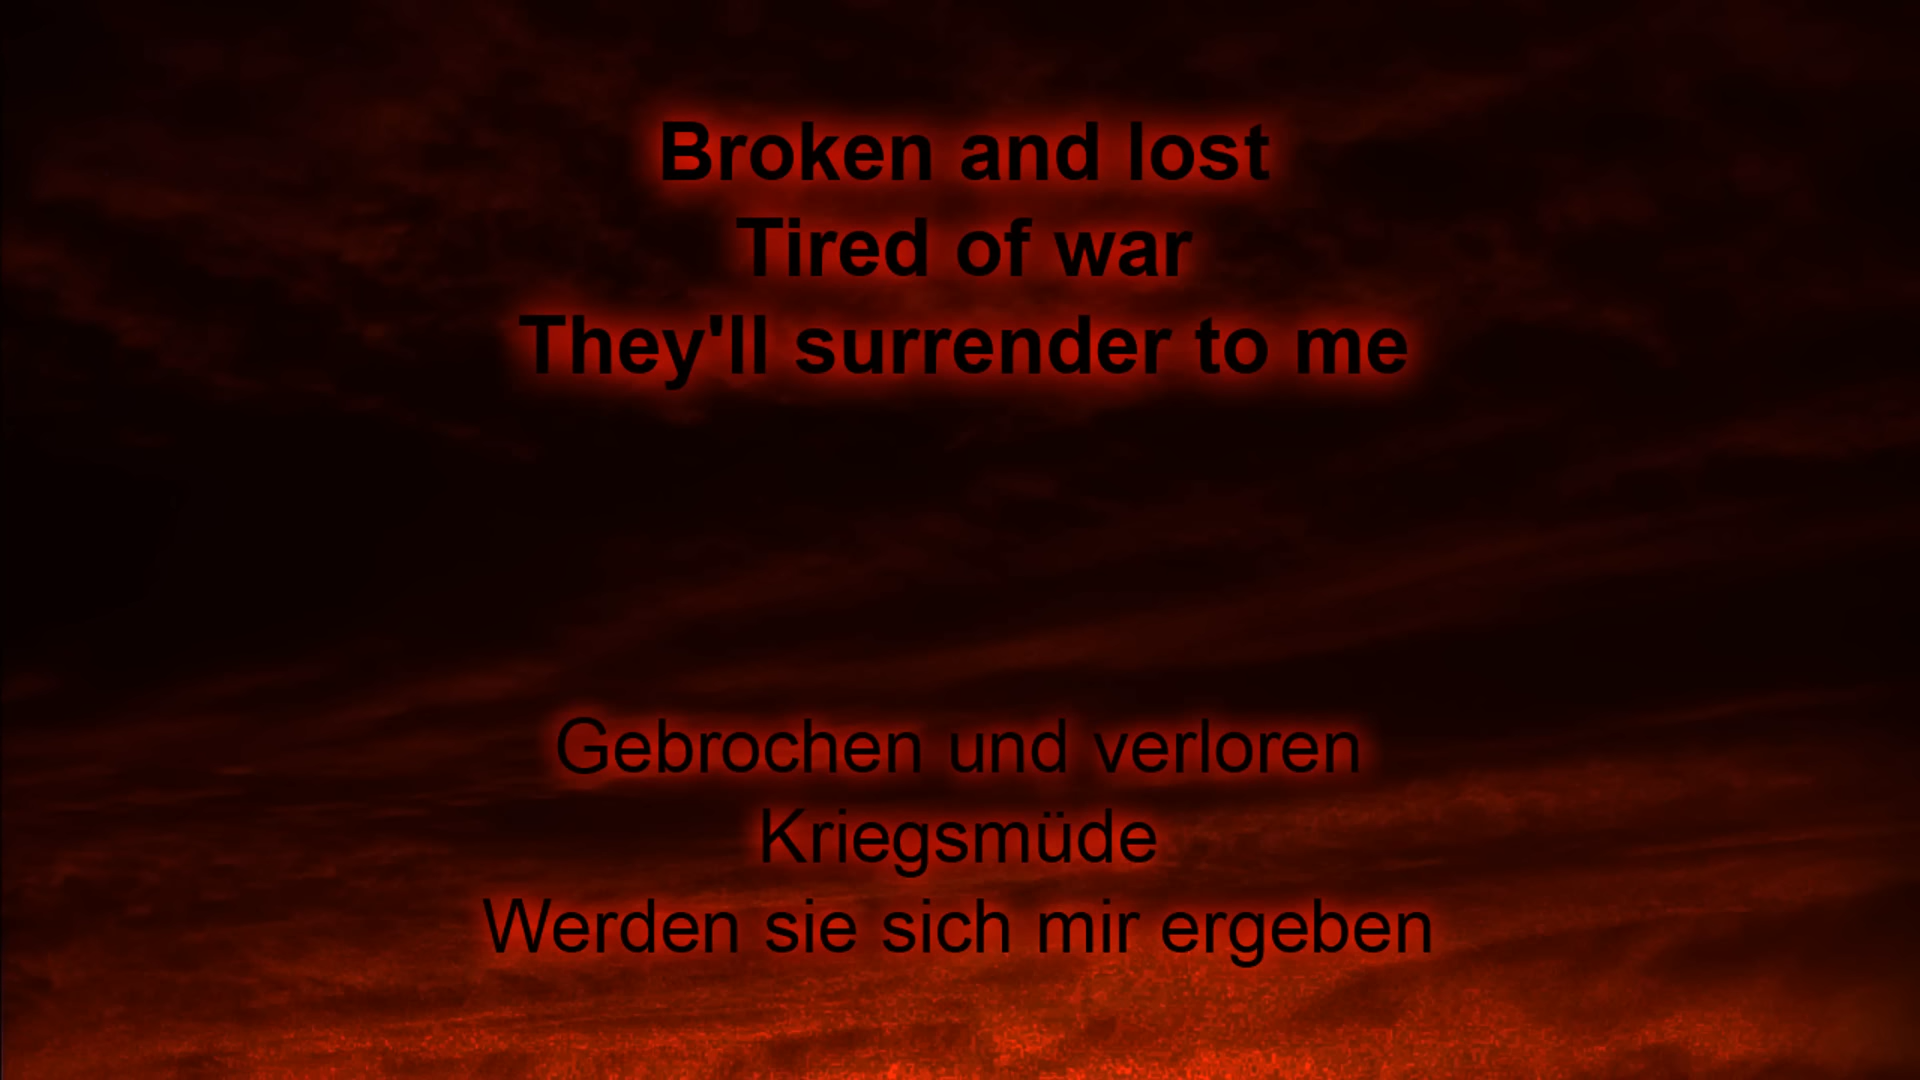 Broken and lost
Tired of war
They'll surrender to me
Gebrochen und verloren
Kriegsmüde
Werden sie sich mir ergeben